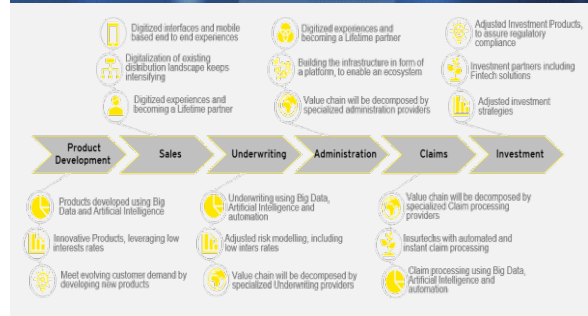 Digitized interfaces and mobile
based end to end experiences
Digitalization of existing
distribution landscape keeps
intensifying
Digitized experiences and
becoming a Lifetime partner
Digitized experiences and
becoming a Lifetime partner
Building the infrastructure in form of
a platform, to enable an ecosystem
Value chain will be decomposed by
specialized administration providers
Adjusted Investment Products,
to assure regulatory
compliance
Investment partners including
Fintech solutions
Adjusted investment
strategies
Product
Development
Sales
Underwriting
Administration
Claims
Investment
Products developed using Big
Data and Artificial Intelligence
Innovative Products, leveraging low
interests rates
Meet evolving customer demand by
developing new products
Underwriting using Big Data,
Artificial Intelligence and
automation
Adjusted risk modelling, including
low inters rates
Value chain will be decomposed by
specialized Underwriting providers
Value chain will be decomposed by
specialized Claim processing
providers
Insurtechs with automated and
instant claim processing
Claim processing using Big Data,
Artificial Intelligence and
automation